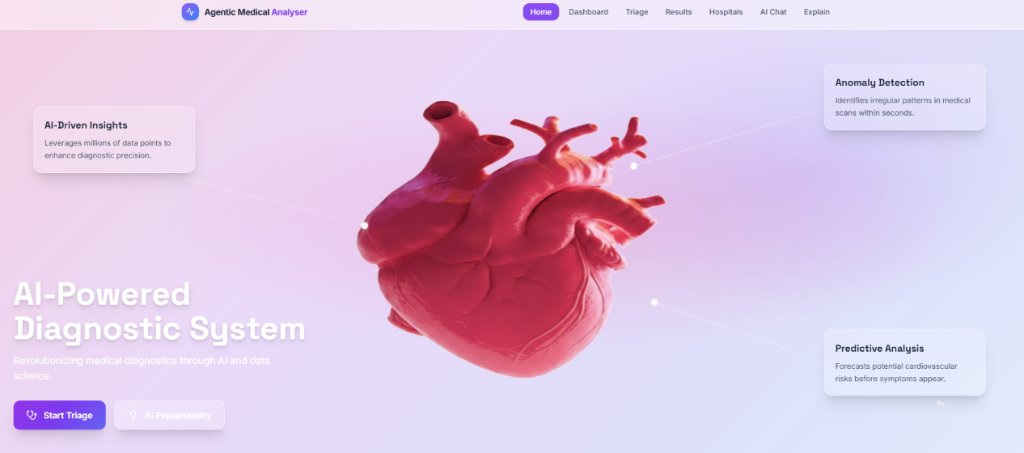 Agentic Medical Analyser
Home Dashboard Triage Results Hospitals AI Chat Explain
AI-Driven Insights
Leverages millions of data points to
enhance diagnostic precision.
Anomaly Detection
Identifies irregular patterns in medical
scans within seconds.
AI-Powered
Diagnostic System
Revolutionizing medical diagnostics through AI and data
science.
Start Triage
AI Explainability
Predictive Analysis
Forecasts potential cardiovascular
risks before symptoms appear.